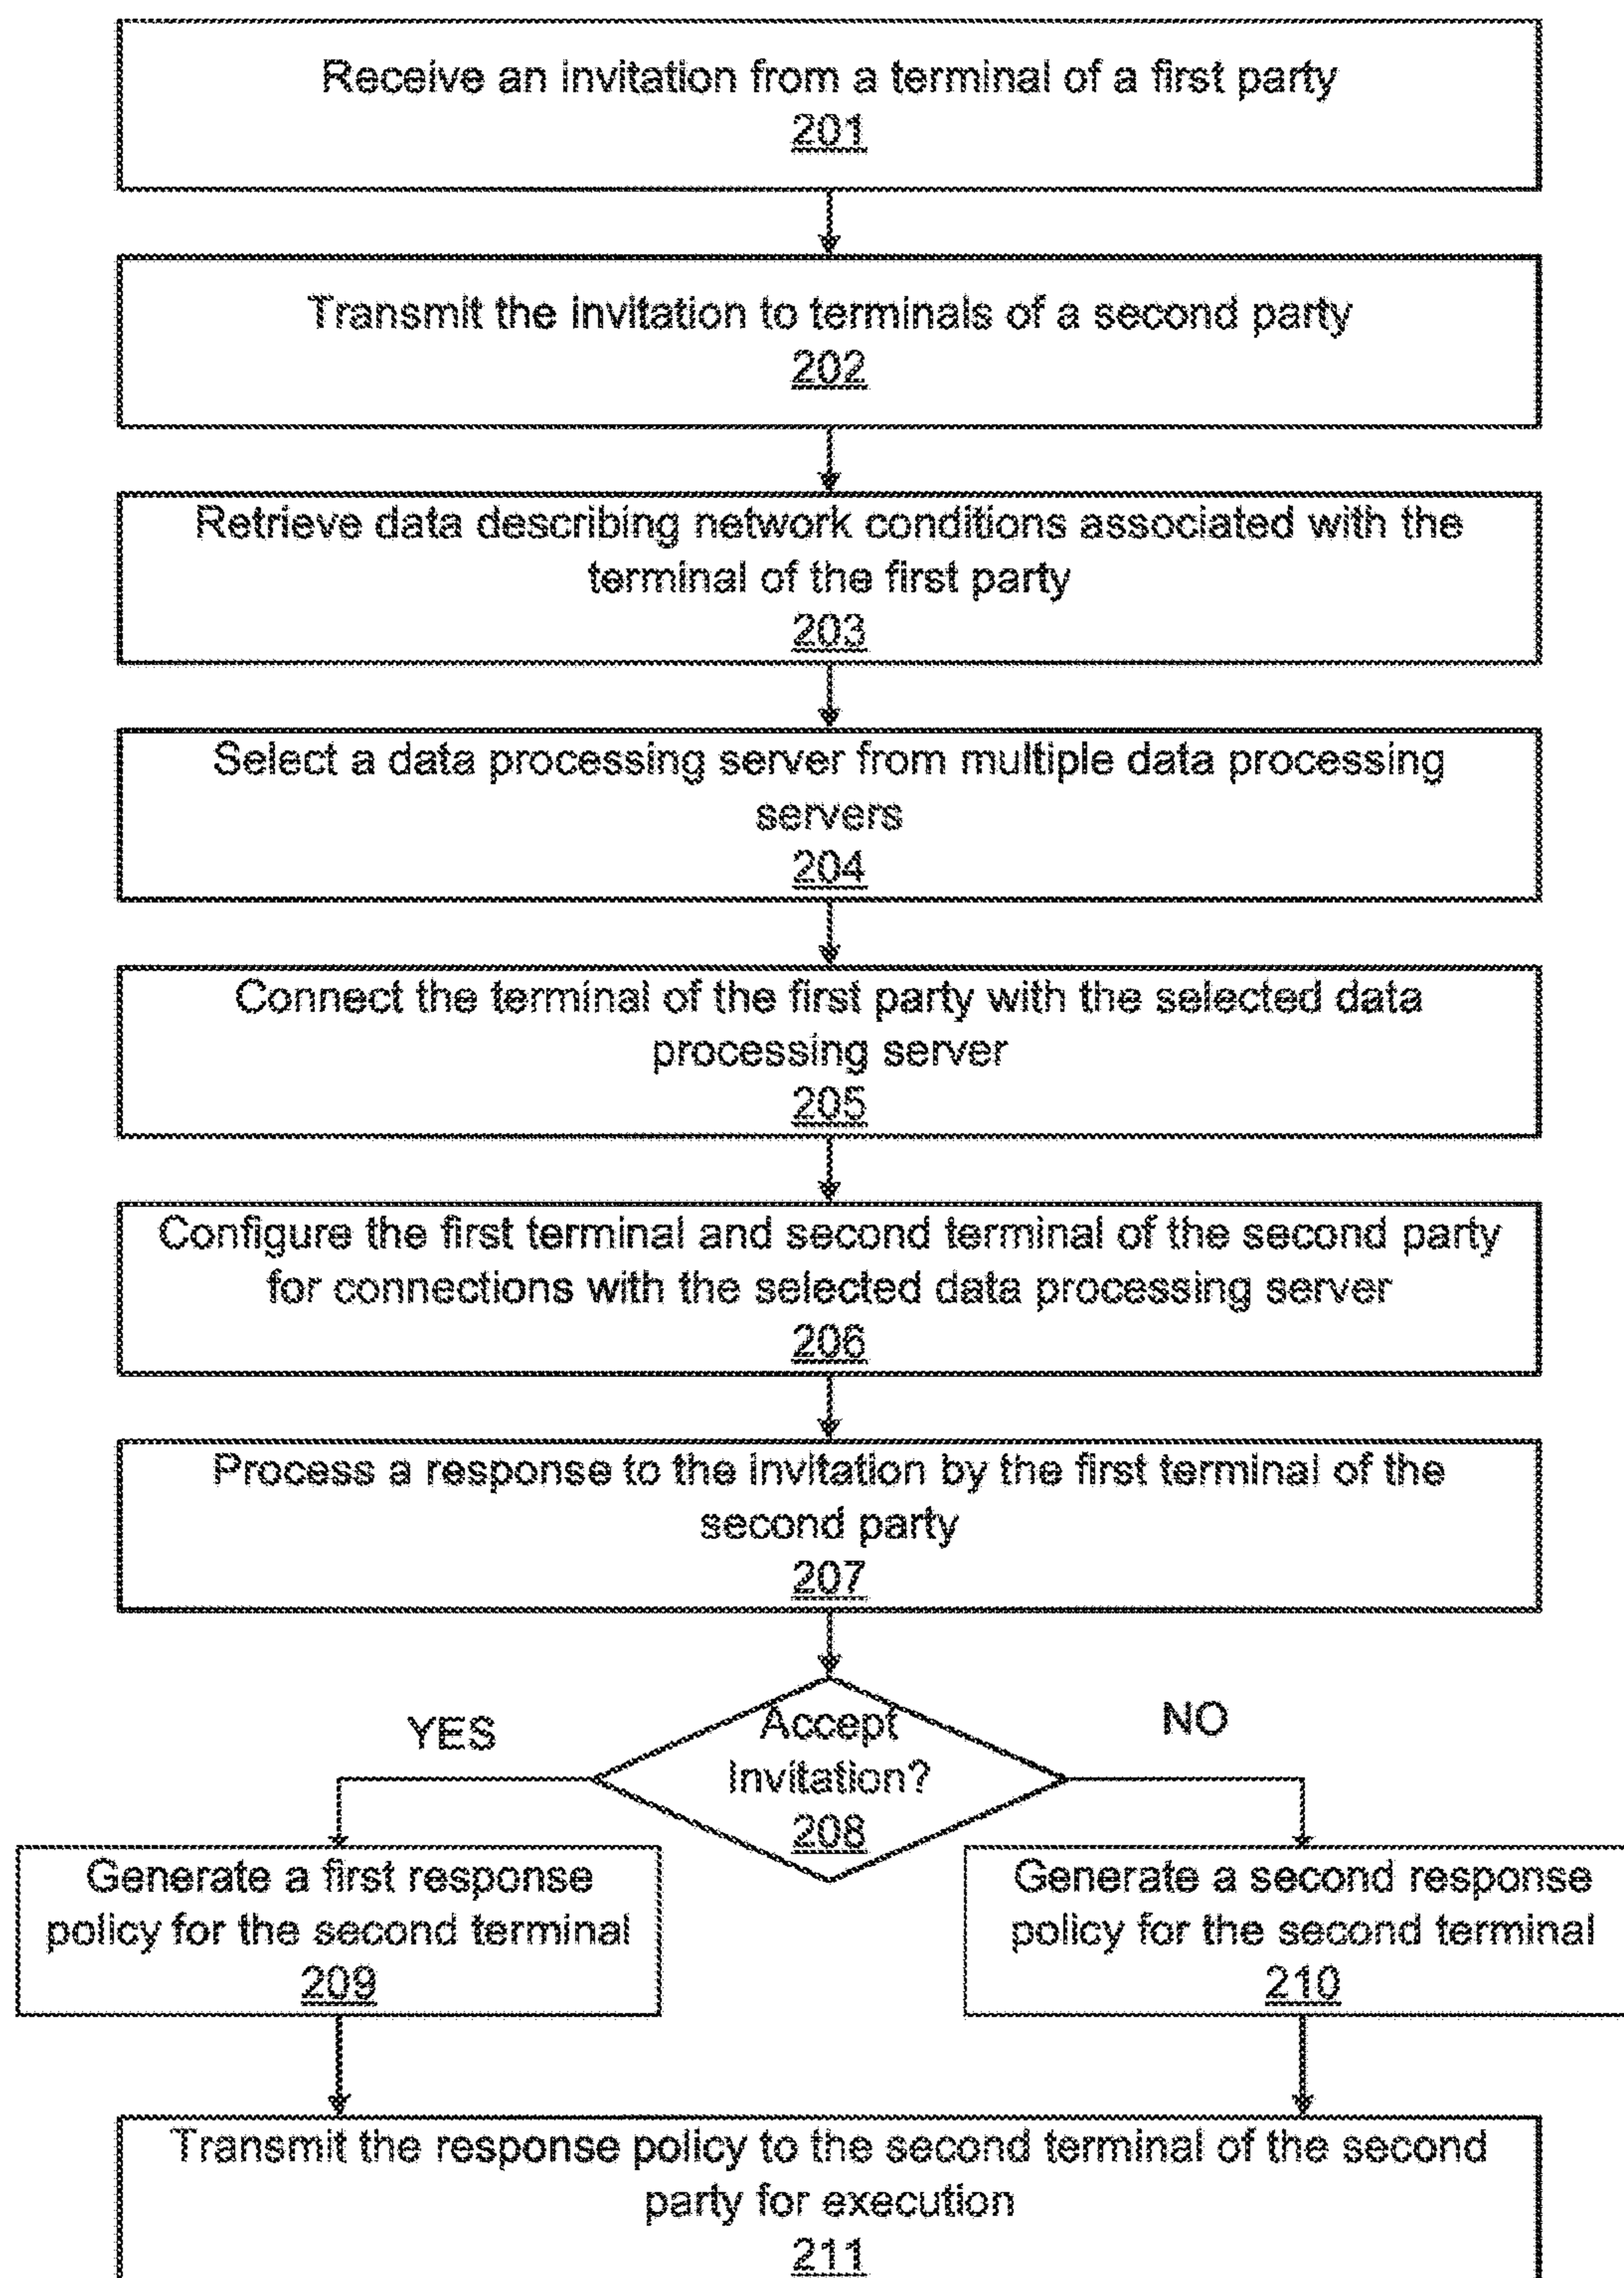 Receive an invitation from a terminal of a first party
201
Transmit the invitation to terminals of a second party
202
Retrieve data describing network conditions associated with the
terminal of the first party
203
Select a data processing server from multiple data processing
servers
204
Connect the terminal of the first party with the selected data
processing server
205
Configure the first terminal and second terminal of the second party
for connections with the selected data processing server
206
Process a response to the invitation by the first terminal of the
second party
207
Accept
Invitation?
208
YES
NO
Generate a first response
policy for the second terminal
209
Generate a second response
policy for the second terminal
210
Transmit the response policy to the second terminal of the second
party for execution
211